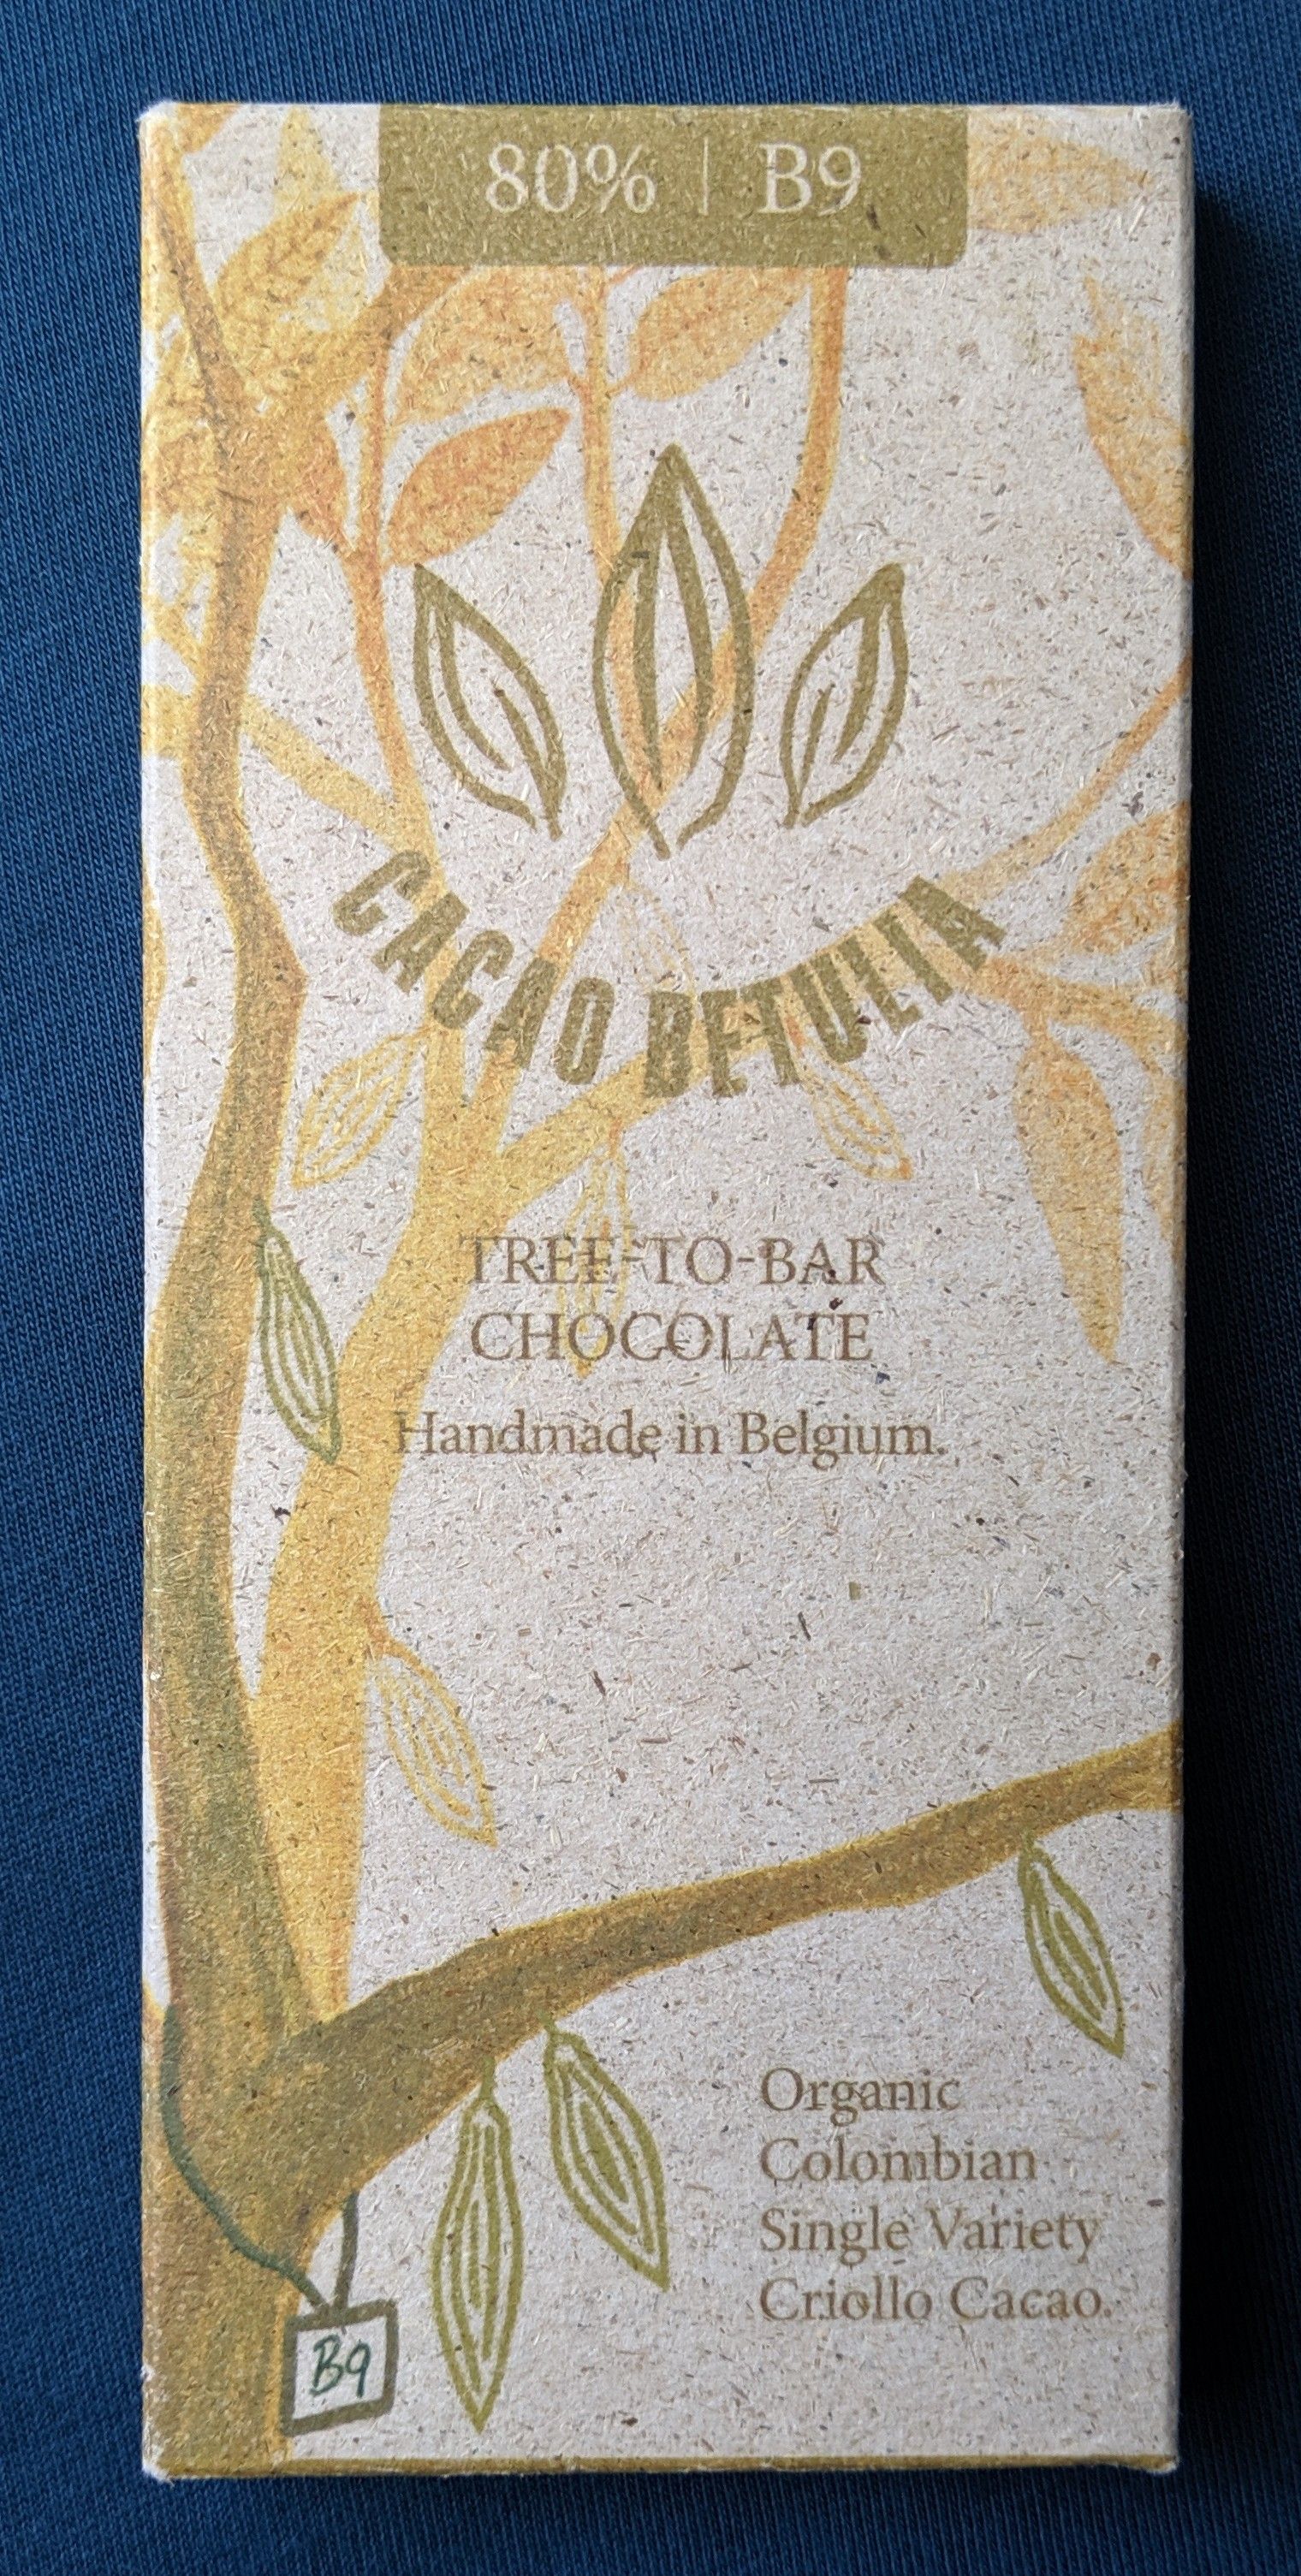 80% | B9
CACAO BETULIA
TREE-TO-BAR
CHOCOLATE
Handmade in Belgium.
Organic
Colombian
Single Variety
Criollo Cacao.
B9